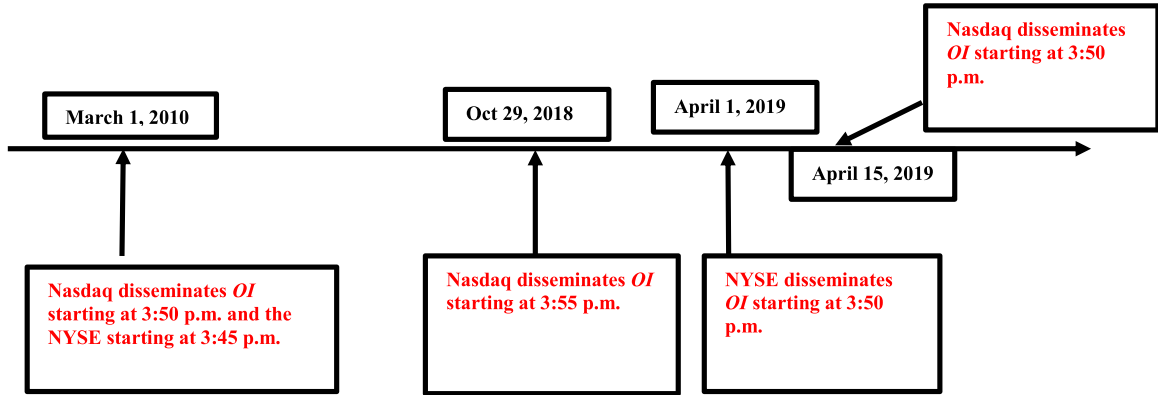 Nasdaq disseminates
OI starting at 3:50
p.m.
March 1, 2010
Oct 29, 2018
April 1, 2019
April 15, 2019
Nasdaq disseminates OI
starting at 3:50 p.m. and the
NYSE starting at 3:45 p.m.
Nasdaq disseminates OI
starting at 3:55 p.m.
NYSE disseminates
OI starting at 3:50
p.m.